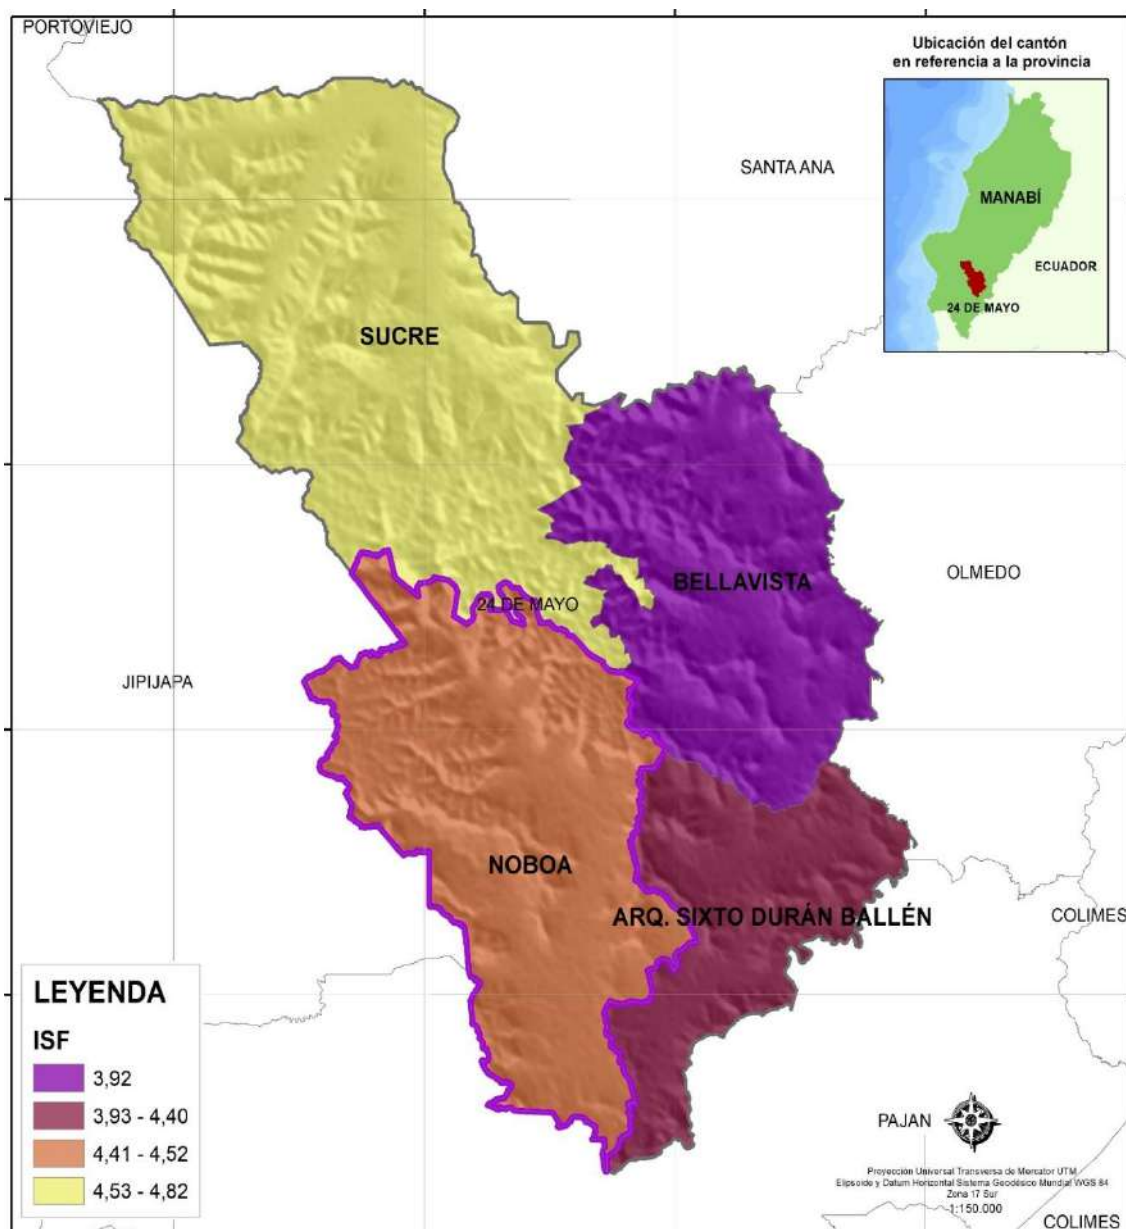 PORTOVIEJO
Ubicación del cantón
en referencia a la provincia
SANTA ANA
MANABÍ
ECUADOR
24 DE MAYO
SUCRE
BELLAVISTA
OLMEDO
24 DE MAYO
JIPIJAPA
NOBOA
ARQ. SIXTO DURÁN BALLÉN
COLIMES
LEYENDA
ISF
3,92
3,93 - 4,40
4,41 - 4,52
4,53 - 4,82
PAJAN
Proyección Universal Transversa de Mercator UTM
Elipsoide y Datum Horizontal Sistema Geodésico Mundial WGS 84
Zona 17 Sur
1:150.000
COLIMES